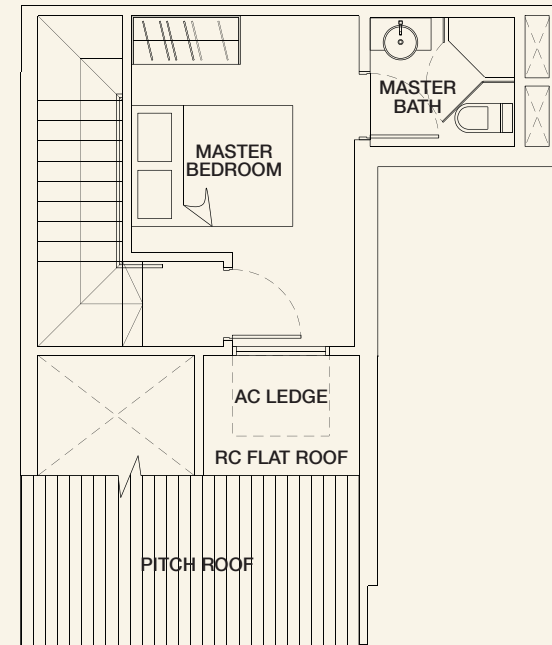 MASTER
BATH
MASTER
BEDROOM
AC LEDGE
RC FLAT ROOF
PITCH ROOF